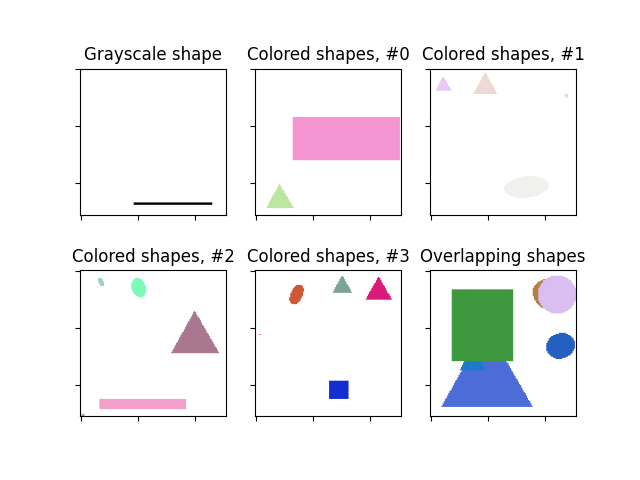 Grayscale shape
Colored shapes, #0
Colored shapes, #1
Colored shapes, #2
Colored shapes, #3
Overlapping shapes